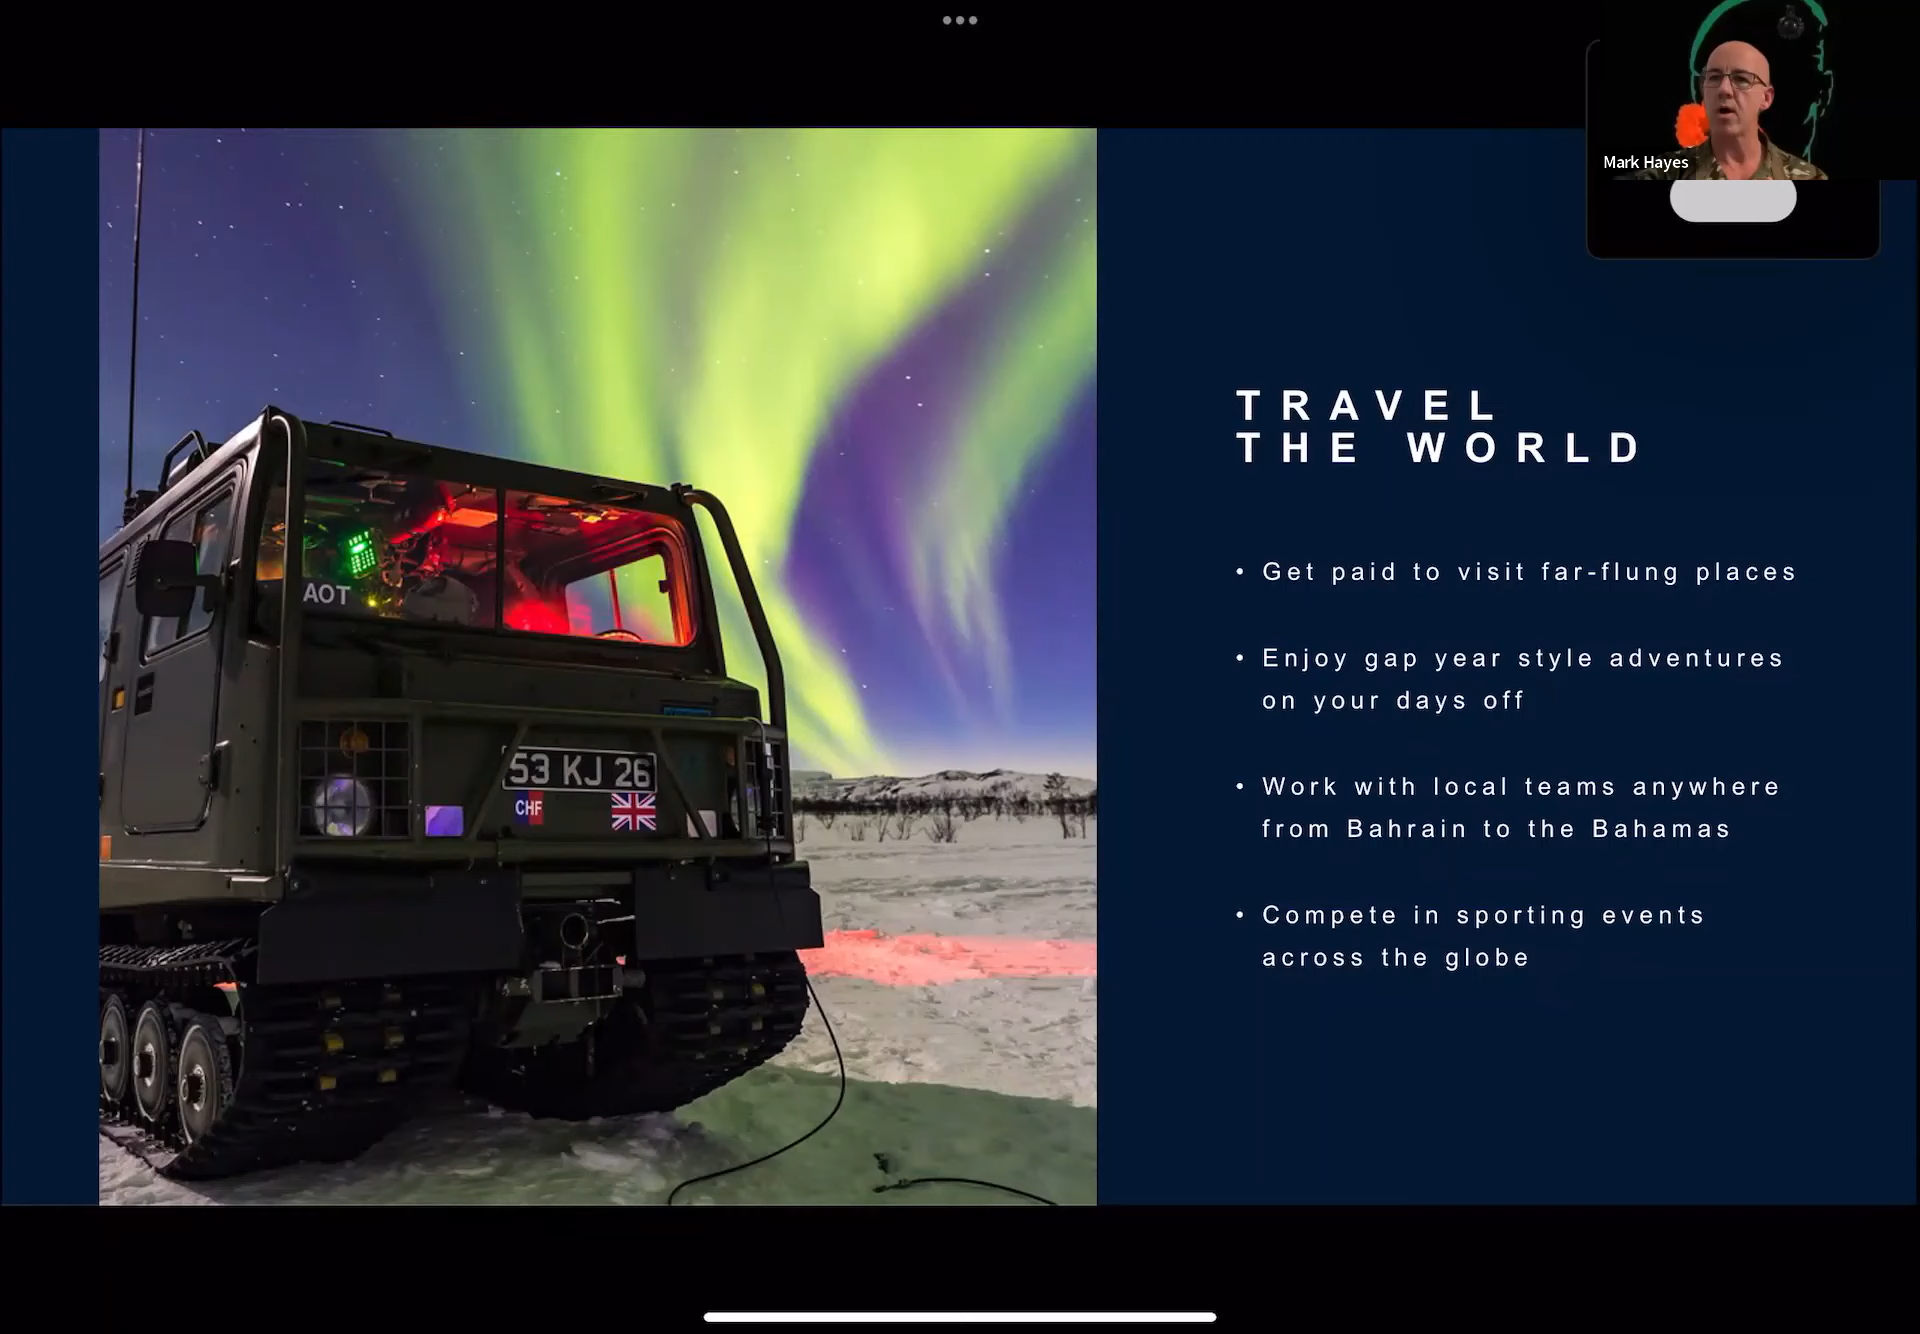 Mark Hayes
TRAVEL
THE WORLD
• Get paid to visit far-flung places
• Enjoy gap year style adventures
on your days off
• Work with local teams anywhere
from Bahrain to the Bahamas
• Compete in sporting events
across the globe
AOT
53 KJ 26
CHF